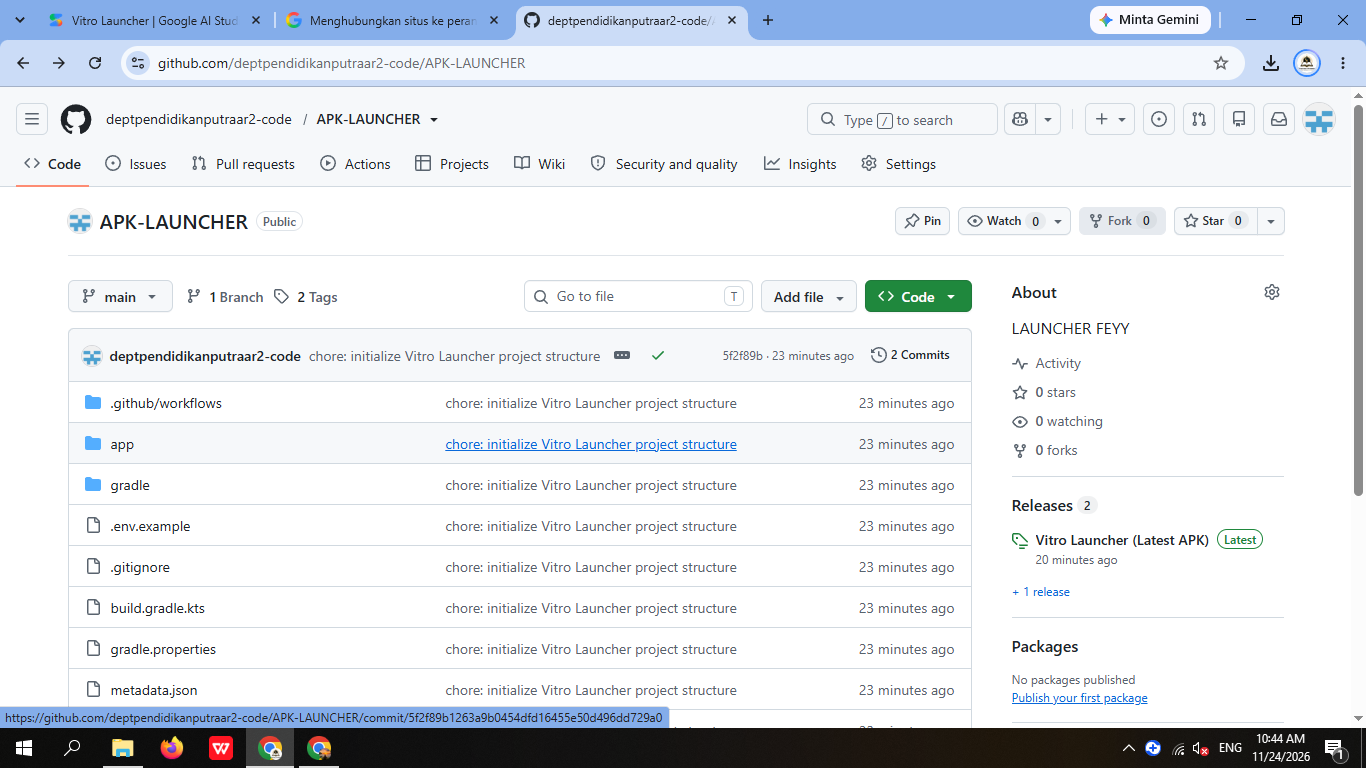 Vitro Launcher | Google AI Stud
Menghubungkan situs ke peran
deptpendidikanputraar2-code/A
Minta Gemini
github.com/deptpendidikanputraar2-code/APK-LAUNCHER
deptpendidikanputraar2-code / APK-LAUNCHER
Type / to search
Code
Issues
Pull requests
Actions
Projects
Wiki
Security and quality
Insights
Settings
APK-LAUNCHER Public
Pin
Watch 0
Fork 0
Star 0
main
1 Branch
2 Tags
Go to file T
Add file
Code
About
LAUNCHER FEYY
deptpendidikanputraar2-code chore: initialize Vitro Launcher project structure 5f2f89b · 23 minutes ago 2 Commits
.github/workflows chore: initialize Vitro Launcher project structure 23 minutes ago
app chore: initialize Vitro Launcher project structure 23 minutes ago
gradle chore: initialize Vitro Launcher project structure 23 minutes ago
.env.example chore: initialize Vitro Launcher project structure 23 minutes ago
.gitignore chore: initialize Vitro Launcher project structure 23 minutes ago
build.gradle.kts chore: initialize Vitro Launcher project structure 23 minutes ago
gradle.properties chore: initialize Vitro Launcher project structure 23 minutes ago
metadata.json chore: initialize Vitro Launcher project structure 23 minutes ago
Activity
0 stars
0 watching
0 forks
Releases 2
Vitro Launcher (Latest APK) Latest
20 minutes ago
+ 1 release
Packages
No packages published
Publish your first package
https://github.com/deptpendidikanputraar2-code/APK-LAUNCHER/commit/5f2f89b1263a9b0454dfd16455e50d496dd729a0
ENG
10:44 AM
11/24/2026
1